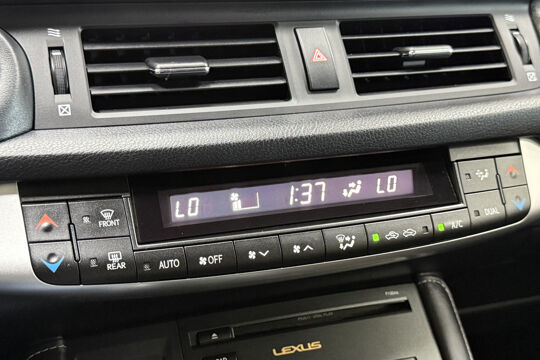 LO 1:37 LO
FRONT
REAR
AUTO
OFF
A/C
DUAL
LEXUS